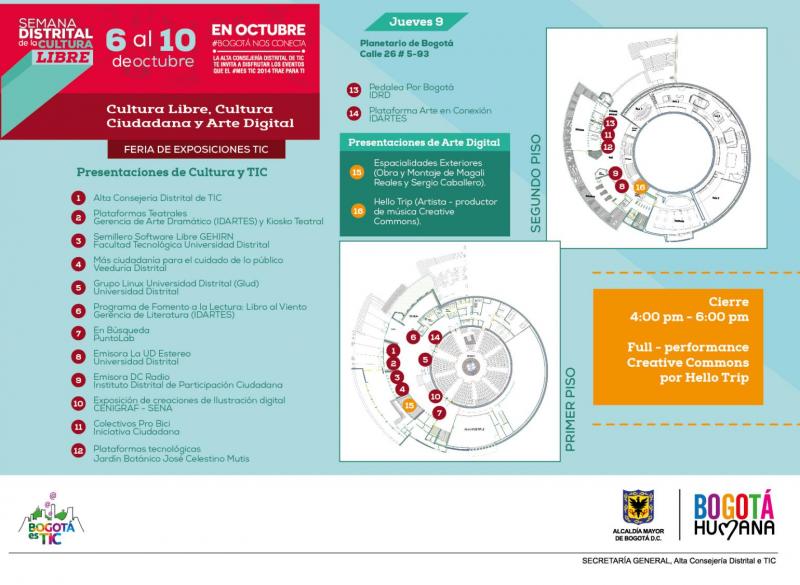 SEMANA
DISTRITAL
de la CULTURA
LIBRE
6 al 10
de octubre
EN OCTUBRE
#BOGOTÁ NOS CONECTA
LA ALTA CONSEJERÍA DISTRITAL DE TIC
TE INVITA A DISFRUTAR LOS EVENTOS
QUE EL #MES TIC 2014 TRAE PARA TI
Cultura Libre, Cultura
Ciudadana y Arte Digital
FERIA DE EXPOSICIONES TIC
Presentaciones de Cultura y TIC
1 Alta Consejería Distrital de TIC
2 Plataformas Teatrales
Gerencia de Arte Dramático (IDARTES) y Kiosko Teatral
3 Semillero Software Libre GEHIRN
Facultad Tecnológica Universidad Distrital
4 Más ciudadanía para el cuidado de lo público
Veeduria Distrital
5 Grupo Linux Universidad Distrital (Glud)
Universidad Distrital
6 Programa de Fomento a la Lectura: Libro al Viento
Gerencia de Literatura (IDARTES)
7 En Búsqueda
PuntoLab
8 Emisora La UD Estereo
Universidad Distrital
9 Emisora DC Radio
Instituto Distrital de Participación Ciudadana
10 Exposición de creaciones de Ilustración digital
CENIGRAF - SENA
11 Colectivos Pro Bici
Iniciativa Ciudadana
12 Plataformas tecnológicas
Jardín Botánico José Celestino Mutis
Jueves 9
Planetario de Bogotá
Calle 26 # 5-93
13 Pedalea Por Bogotá
IDRD
14 Plataforma Arte en Conexión
IDARTES
Presentaciones de Arte Digital
15 Espacialidades Exteriores
(Obra y Montaje de Magali
Reales y Sergio Caballero).
16 Hello Trip (Artista - productor
de música Creative
Commons).
SEGUNDO PISO
13
11
12
9
8
16
PRIMER PISO
6
14
1
2
5
3
4
10
15
7
Cierre
4:00 pm - 6:00 pm
Full - performance
Creative Commons
por Hello Trip
BOGOTÁ
es TIC
ALCALDÍA MAYOR
DE BOGOTÁ D.C.
BOGOTÁ
HUMANA
SECRETARÍA GENERAL, Alta Consejería Distrital e TIC